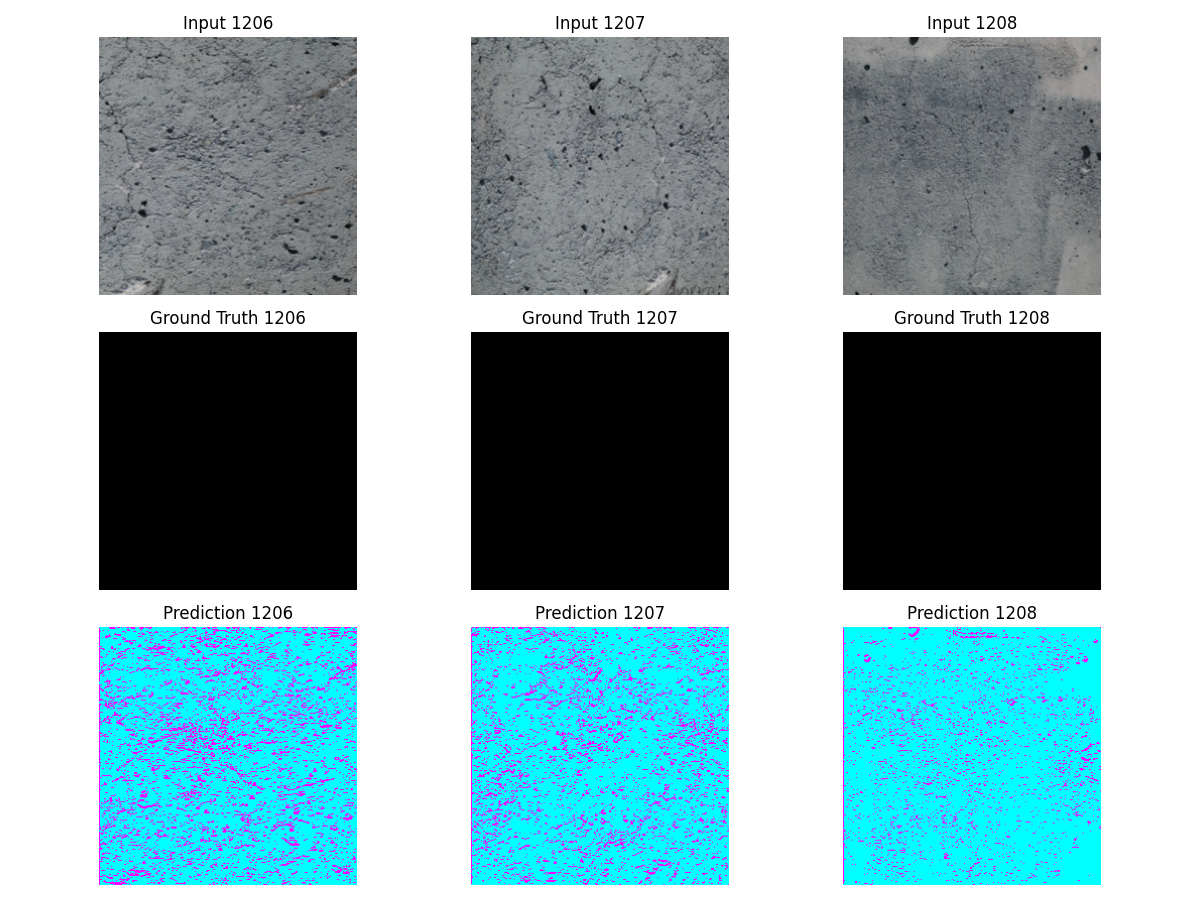 Input 1206
Input 1207
Input 1208
Ground Truth 1206
Ground Truth 1207
Ground Truth 1208
Prediction 1206
Prediction 1207
Prediction 1208